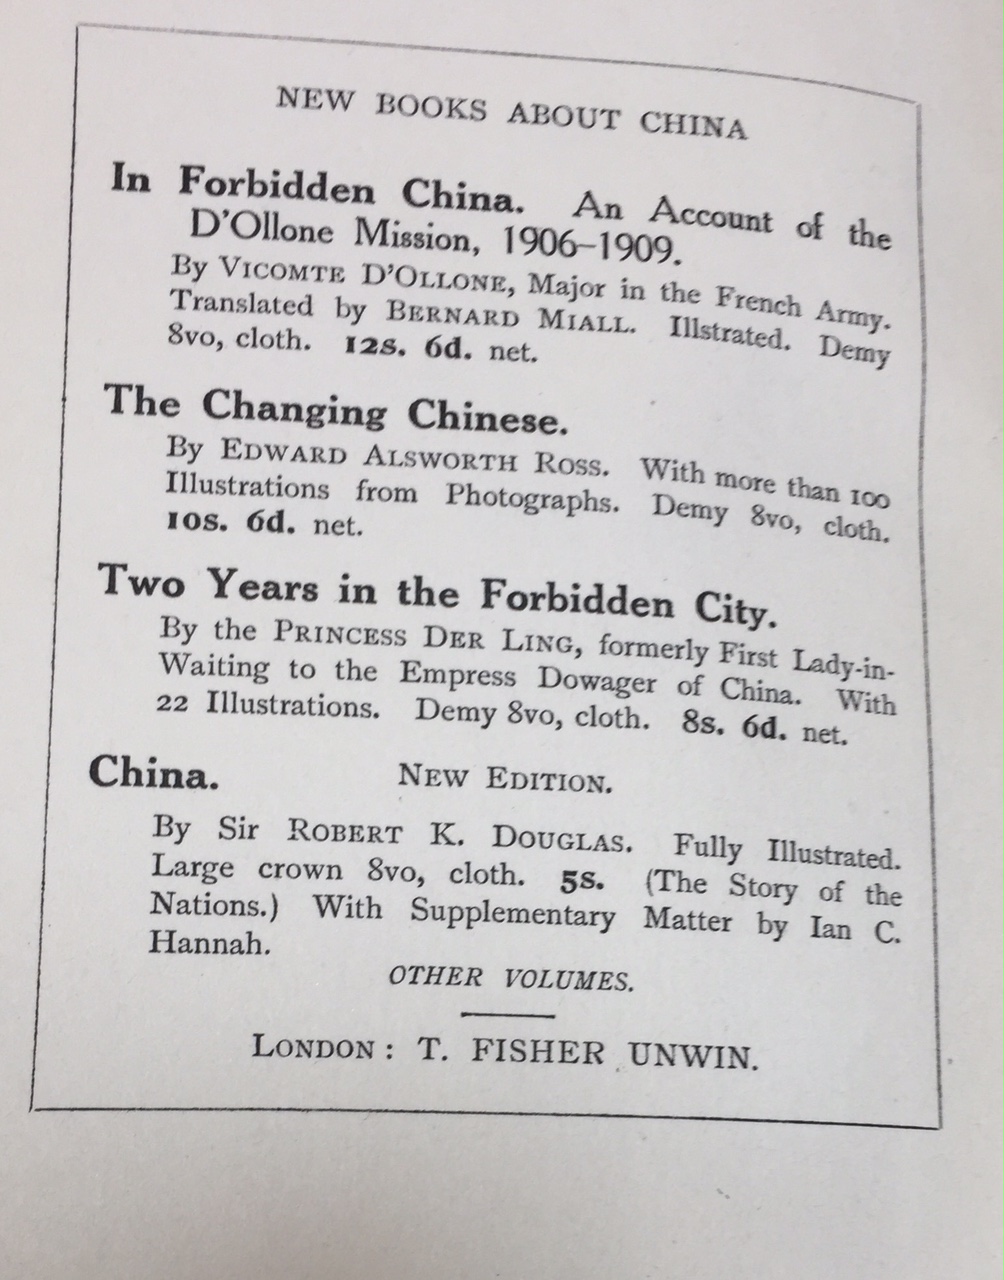 NEW BOOKS ABOUT CHINA
In Forbidden China. An Account of the
D'Ollone Mission, 1906–1909.
By VICOMTE D'OLLONE, Major in the French Army.
Translated by BERNARD MIALL. Illstrated. Demy
8vo, cloth. 12s. 6d. net.
The Changing Chinese.
By EDWARD ALSWORTH ROSS. With more than 100
Illustrations from Photographs. Demy 8vo, cloth.
10s. 6d. net.
Two Years in the Forbidden City.
By the PRINCESS DER LING, formerly First Lady-in-
Waiting to the Empress Dowager of China. With
22 Illustrations. Demy 8vo, cloth. 8s. 6d. net.
China. NEW EDITION.
By Sir ROBERT K. DOUGLAS. Fully Illustrated.
Large crown 8vo, cloth. 5s. (The Story of the
Nations.) With Supplementary Matter by Ian C.
Hannah.
OTHER VOLUMES.
LONDON: T. FISHER UNWIN.